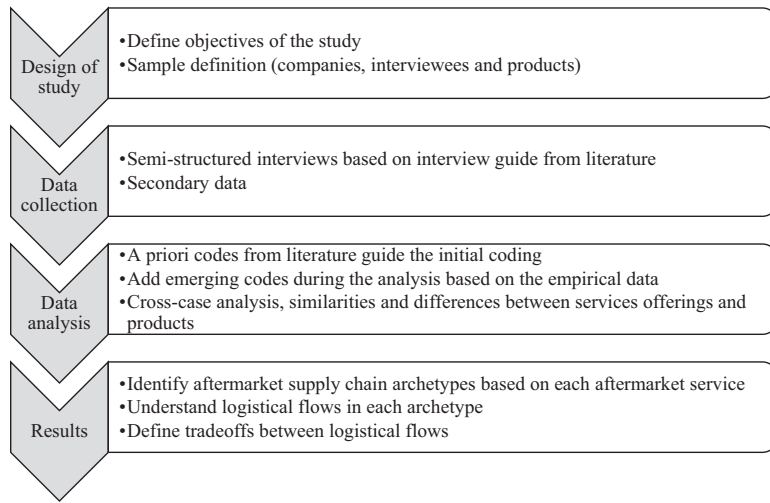 Design of
study
•Define objectives of the study
•Sample definition (companies, interviewees and products)
Data
collection
•Semi-structured interviews based on interview guide from literature
•Secondary data
Data
analysis
•A priori codes from literature guide the initial coding
•Add emerging codes during the analysis based on the empirical data
•Cross-case analysis, similarities and differences between services offerings and
products
Results
•Identify aftermarket supply chain archetypes based on each aftermarket service
•Understand logistical flows in each archetype
•Define tradeoffs between logistical flows